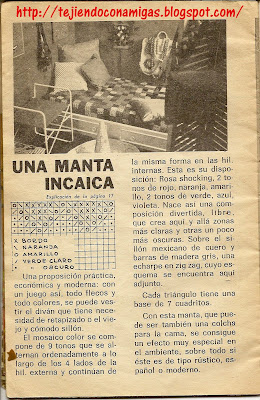 http://tejiendoconamigas.blogspot.com/
UNA MANTA
INCAICA
Explicación de la página 17
X BORDÓ
\ NARANJA
O AMARILLO
/ VERDE CLARO
• " OSCURO
Una proposición práctica,
económica y moderna: con
un juego así, todo flecos y
todo colores, se puede ves-
tir el diván que tiene nece-
sidad de retapizado o el vie-
jo y cómodo sillón.
El mosaico color se com-
pone de 9 tonos que se al-
ternan ordenadamente a lo
largo de los 4 lados de la
hil. externa y continúan de
la misma forma en las hil.
internas. Esta es su dispo-
sición: Rosa shocking, 2 to-
nos de rojo, naranja, amari-
llo, 2 tonos de verde, azul,
violeta. Nace así una com-
posición divertida, libre,
que crea aquí y allá zonas
más claras y otras un poco
más oscuras. Sobre el si-
llón mexicano de cuero y
barras de madera gris, una
echarpe en zig zag, cuyo es-
quema se encuentra aquí
adjunto.
Cada triángulo tiene una
base de 7 cuadritos.
Con esta manta, que pue-
de ser también una colcha
para la cama, se consigue
un efecto muy especial en
el ambiente, sobre todo si
éste es de tipo rústico, es-
pañol o moderno.